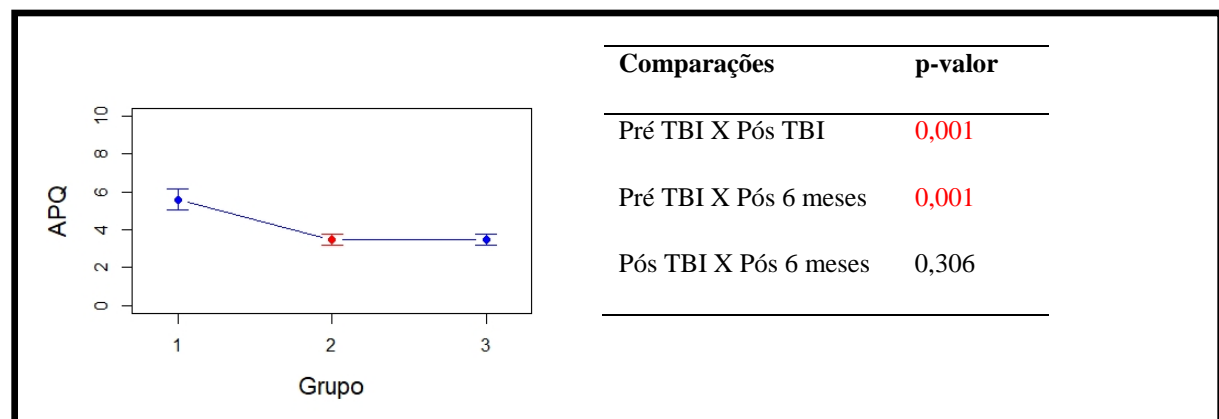 10
8
6
4
2
0
APQ
1 2 3
Grupo
Comparações p-valor
Pré TBI X Pós TBI 0,001
Pré TBI X Pós 6 meses 0,001
Pós TBI X Pós 6 meses 0,306